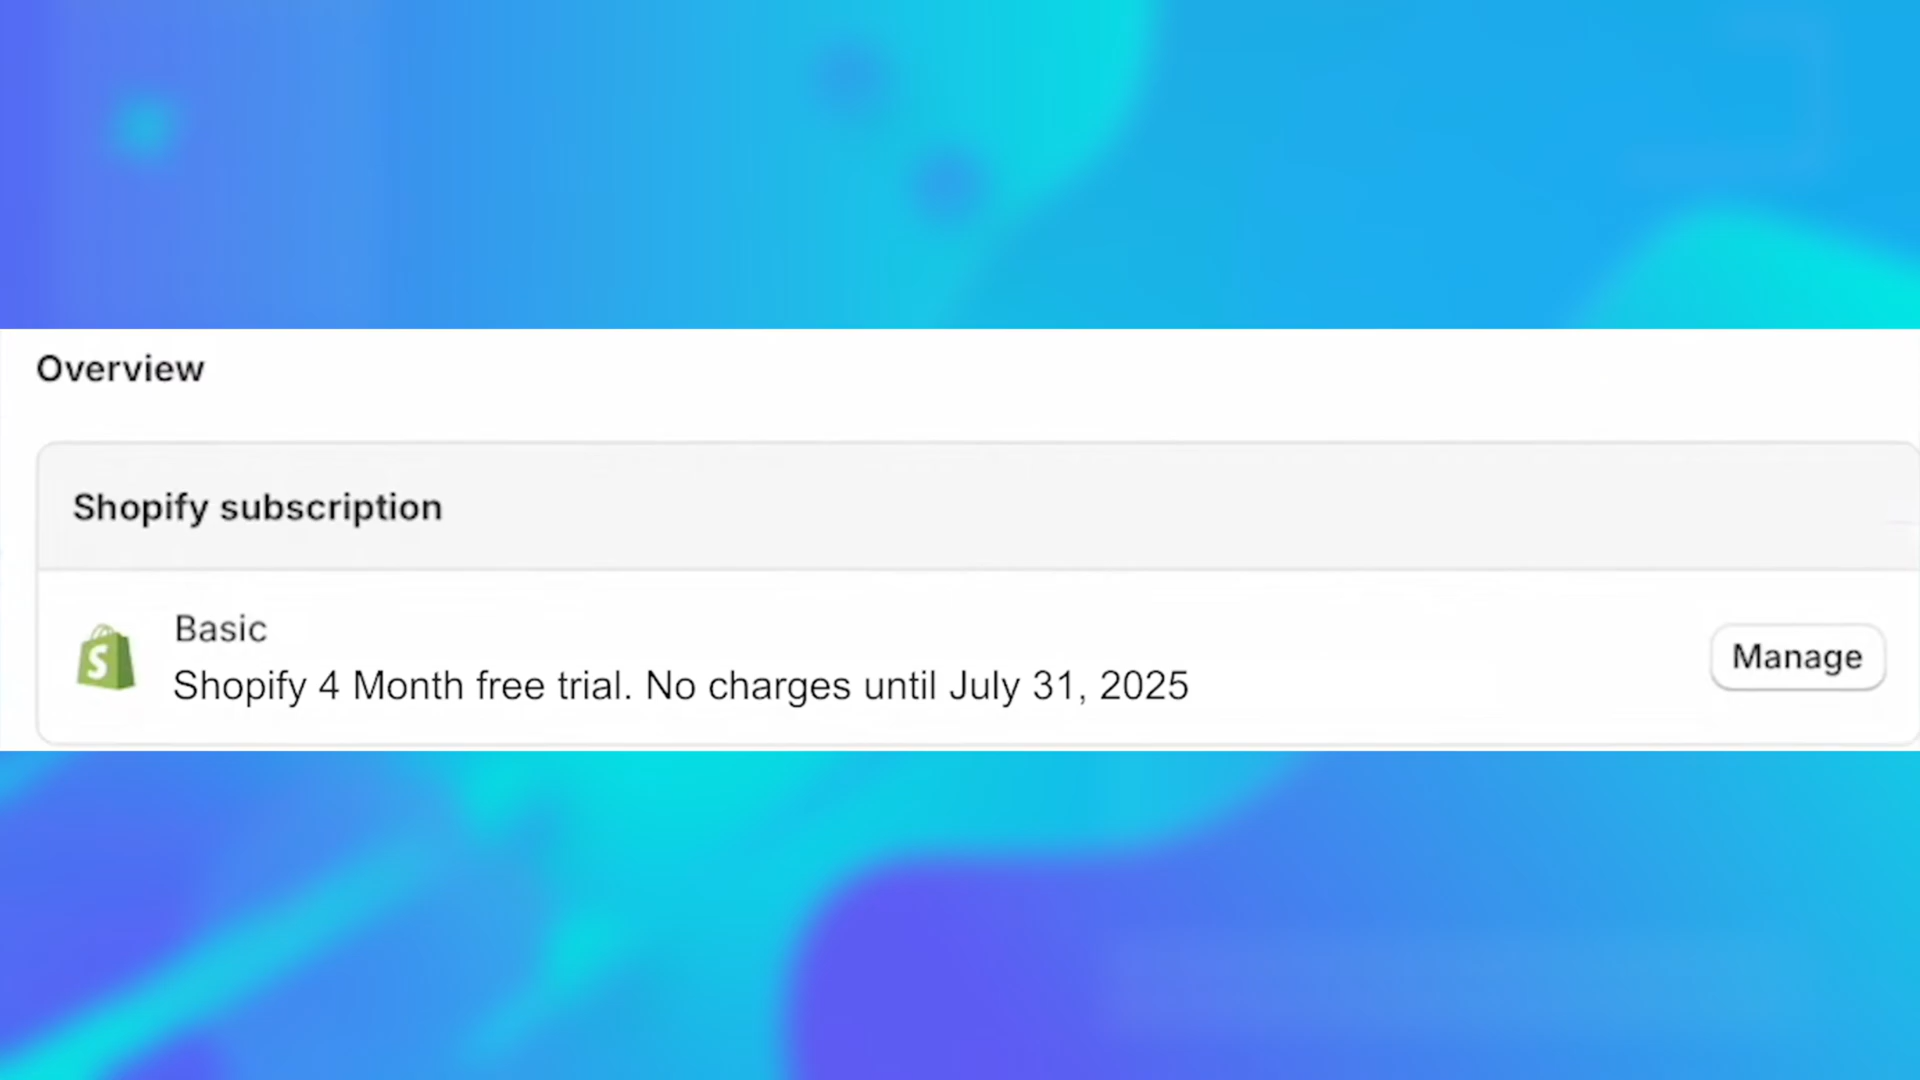 Overview
Shopify subscription
Basic
Shopify 4 Month free trial. No charges until July 31, 2025
Manage